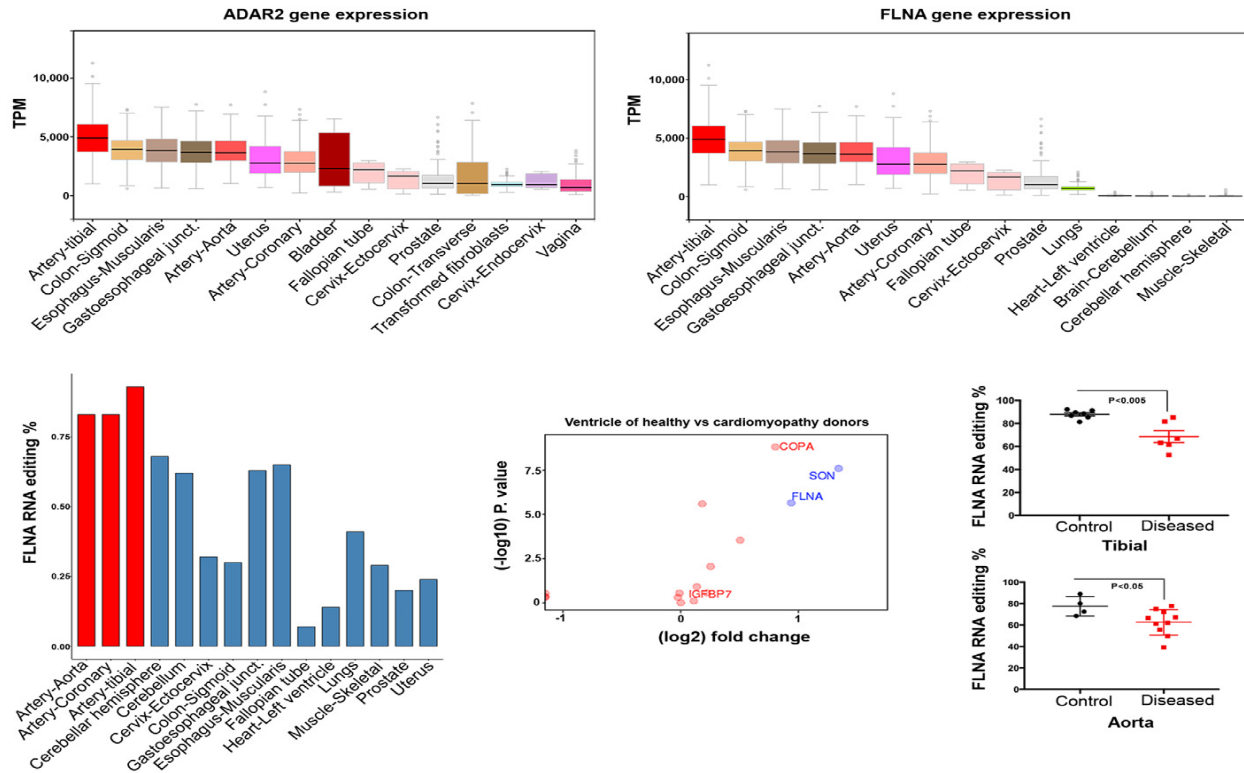 ADAR2 gene expression
TPM
10,000
5,000
0
Artery-tibial
Colon-Sigmoid
Esophagus-Muscularis
Gastoesophageal junct.
Artery-Aorta
Uterus
Artery-Coronary
Bladder
Fallopian tube
Cervix-Ectocervix
Prostate
Colon-Transverse
Transformed fibroblasts
Cervix-Endocervix
Vagina
FLNA gene expression
TPM
10,000
5,000
0
Artery-tibial
Colon-Sigmoid
Esophagus-Muscularis
Gastoesophageal junct.
Artery-Aorta
Uterus
Artery-Coronary
Fallopian tube
Cervix-Ectocervix
Prostate
Lungs
Heart-Left ventricle
Brain-Cerebellum
Cerebellar hemisphere
Muscle-Skeletal
FLNA RNA editing %
0.75
0.50
0.25
0.00
Artery-Aorta
Artery-Coronary
Artery-tibial
Cerebellar hemisphere
Cerebellum
Cervix-Ectocervix
Colon-Sigmoid
Gastoesophageal junct.
Esophagus-Muscularis
Fallopian tube
Heart-Left ventricle
Lungs
Muscle-Skeletal
Prostate
Uterus
Ventricle of healthy vs cardiomyopathy donors
(-log10) P. value
7.5
5.0
2.5
0
COPA
SON
FLNA
IGFBP7
-1
0
1
(log2) fold change
FLNA RNA editing %
100
80
60
40
20
0
P<0.005
Control
Diseased
Tibial
FLNA RNA editing %
100
80
60
40
20
0
P<0.05
Control
Diseased
Aorta